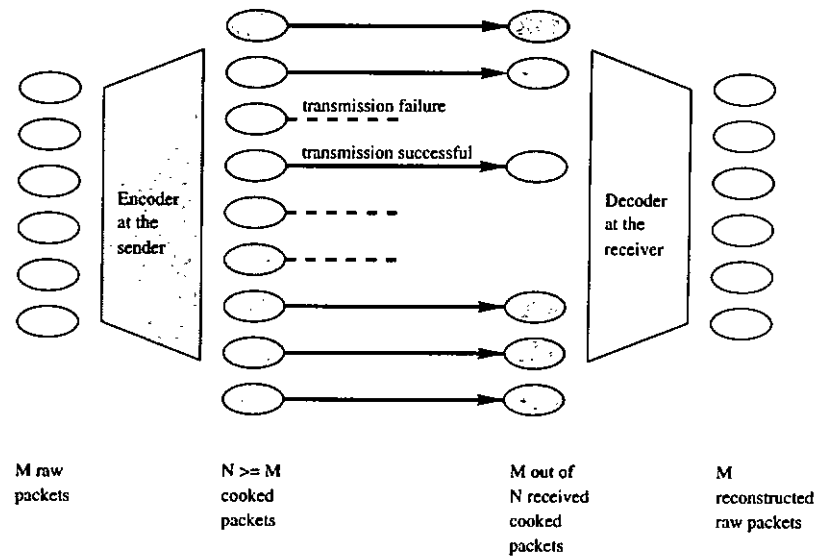 transmission failure
transmission successful
Encoder
at the
sender
Decoder
at the
receiver
M raw
packets
N >= M
cooked
packets
M out of
N received
cooked
packets
M
reconstructed
raw packets